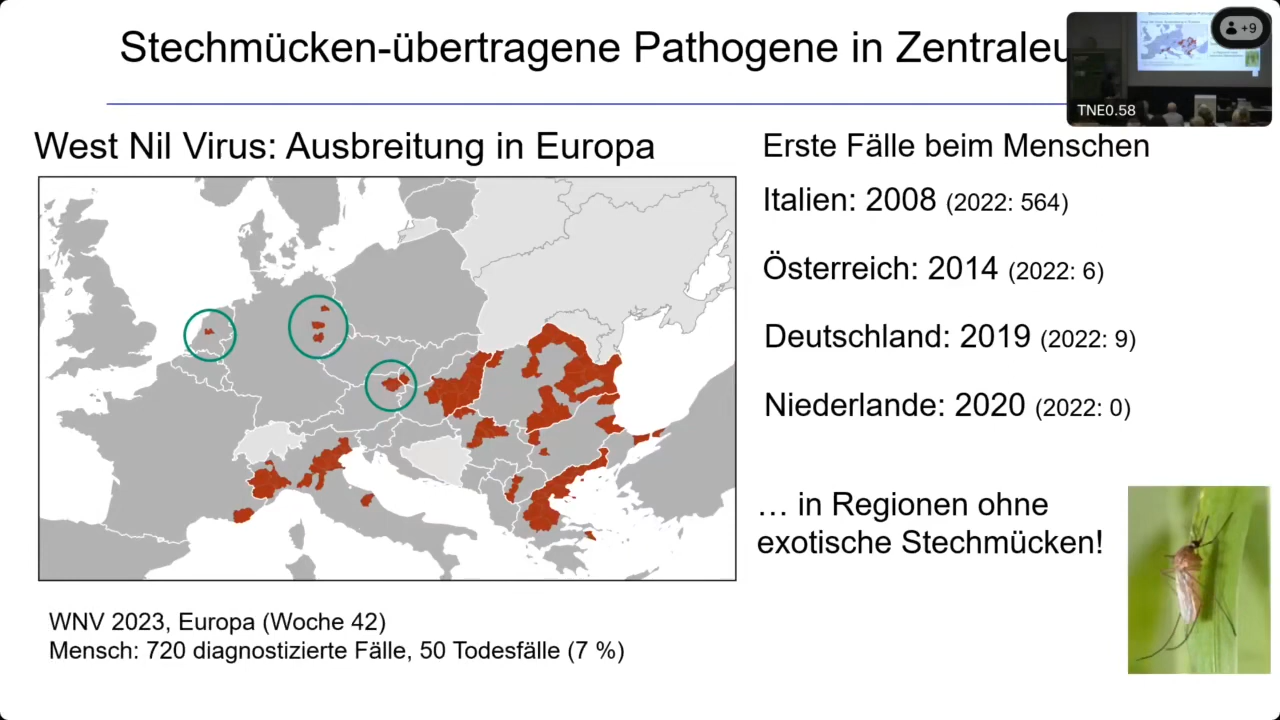 Stechmücken-übertragene Pathogene in Zentraleu
+9
TNE0.58
West Nil Virus: Ausbreitung in Europa
Erste Fälle beim Menschen
Italien: 2008 (2022: 564)
Österreich: 2014 (2022: 6)
Deutschland: 2019 (2022: 9)
Niederlande: 2020 (2022: 0)
… in Regionen ohne
exotische Stechmücken!
WNV 2023, Europa (Woche 42)
Mensch: 720 diagnostizierte Fälle, 50 Todesfälle (7 %)